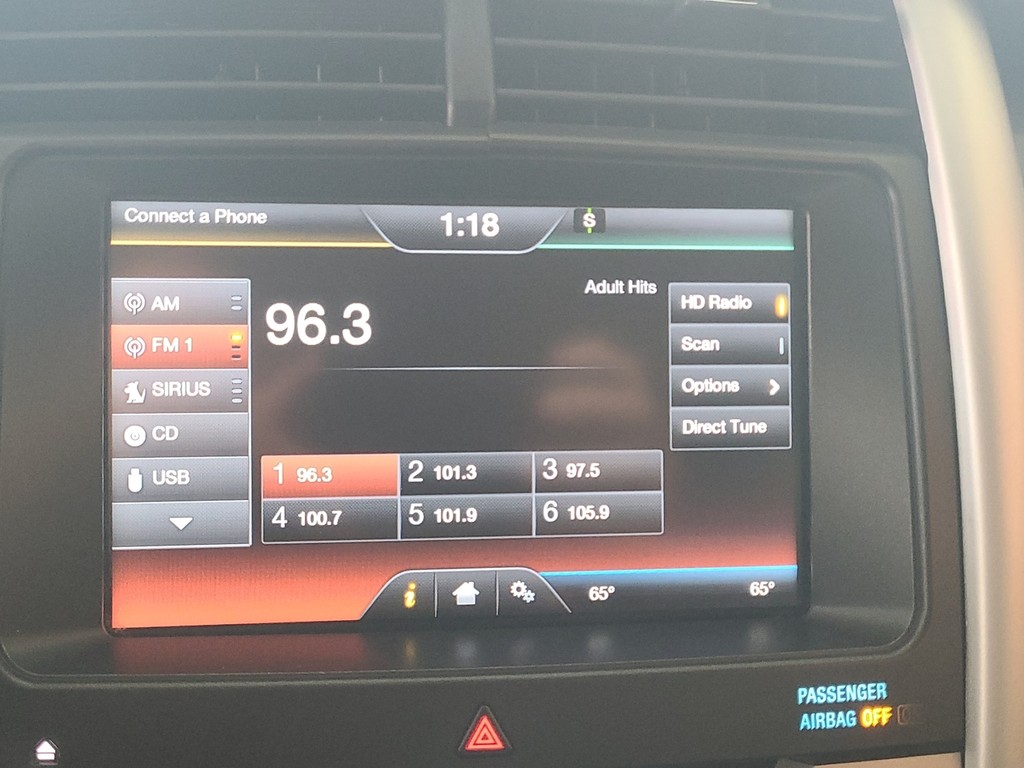 Connect a Phone
1:18
S
Adult Hits
AM
FM 1
SIRIUS
CD
USB
96.3
HD Radio
Scan
Options
Direct Tune
1 96.3
2 101.3
3 97.5
4 100.7
5 101.9
6 105.9
i
65°
65°
PASSENGER
AIRBAG OFF